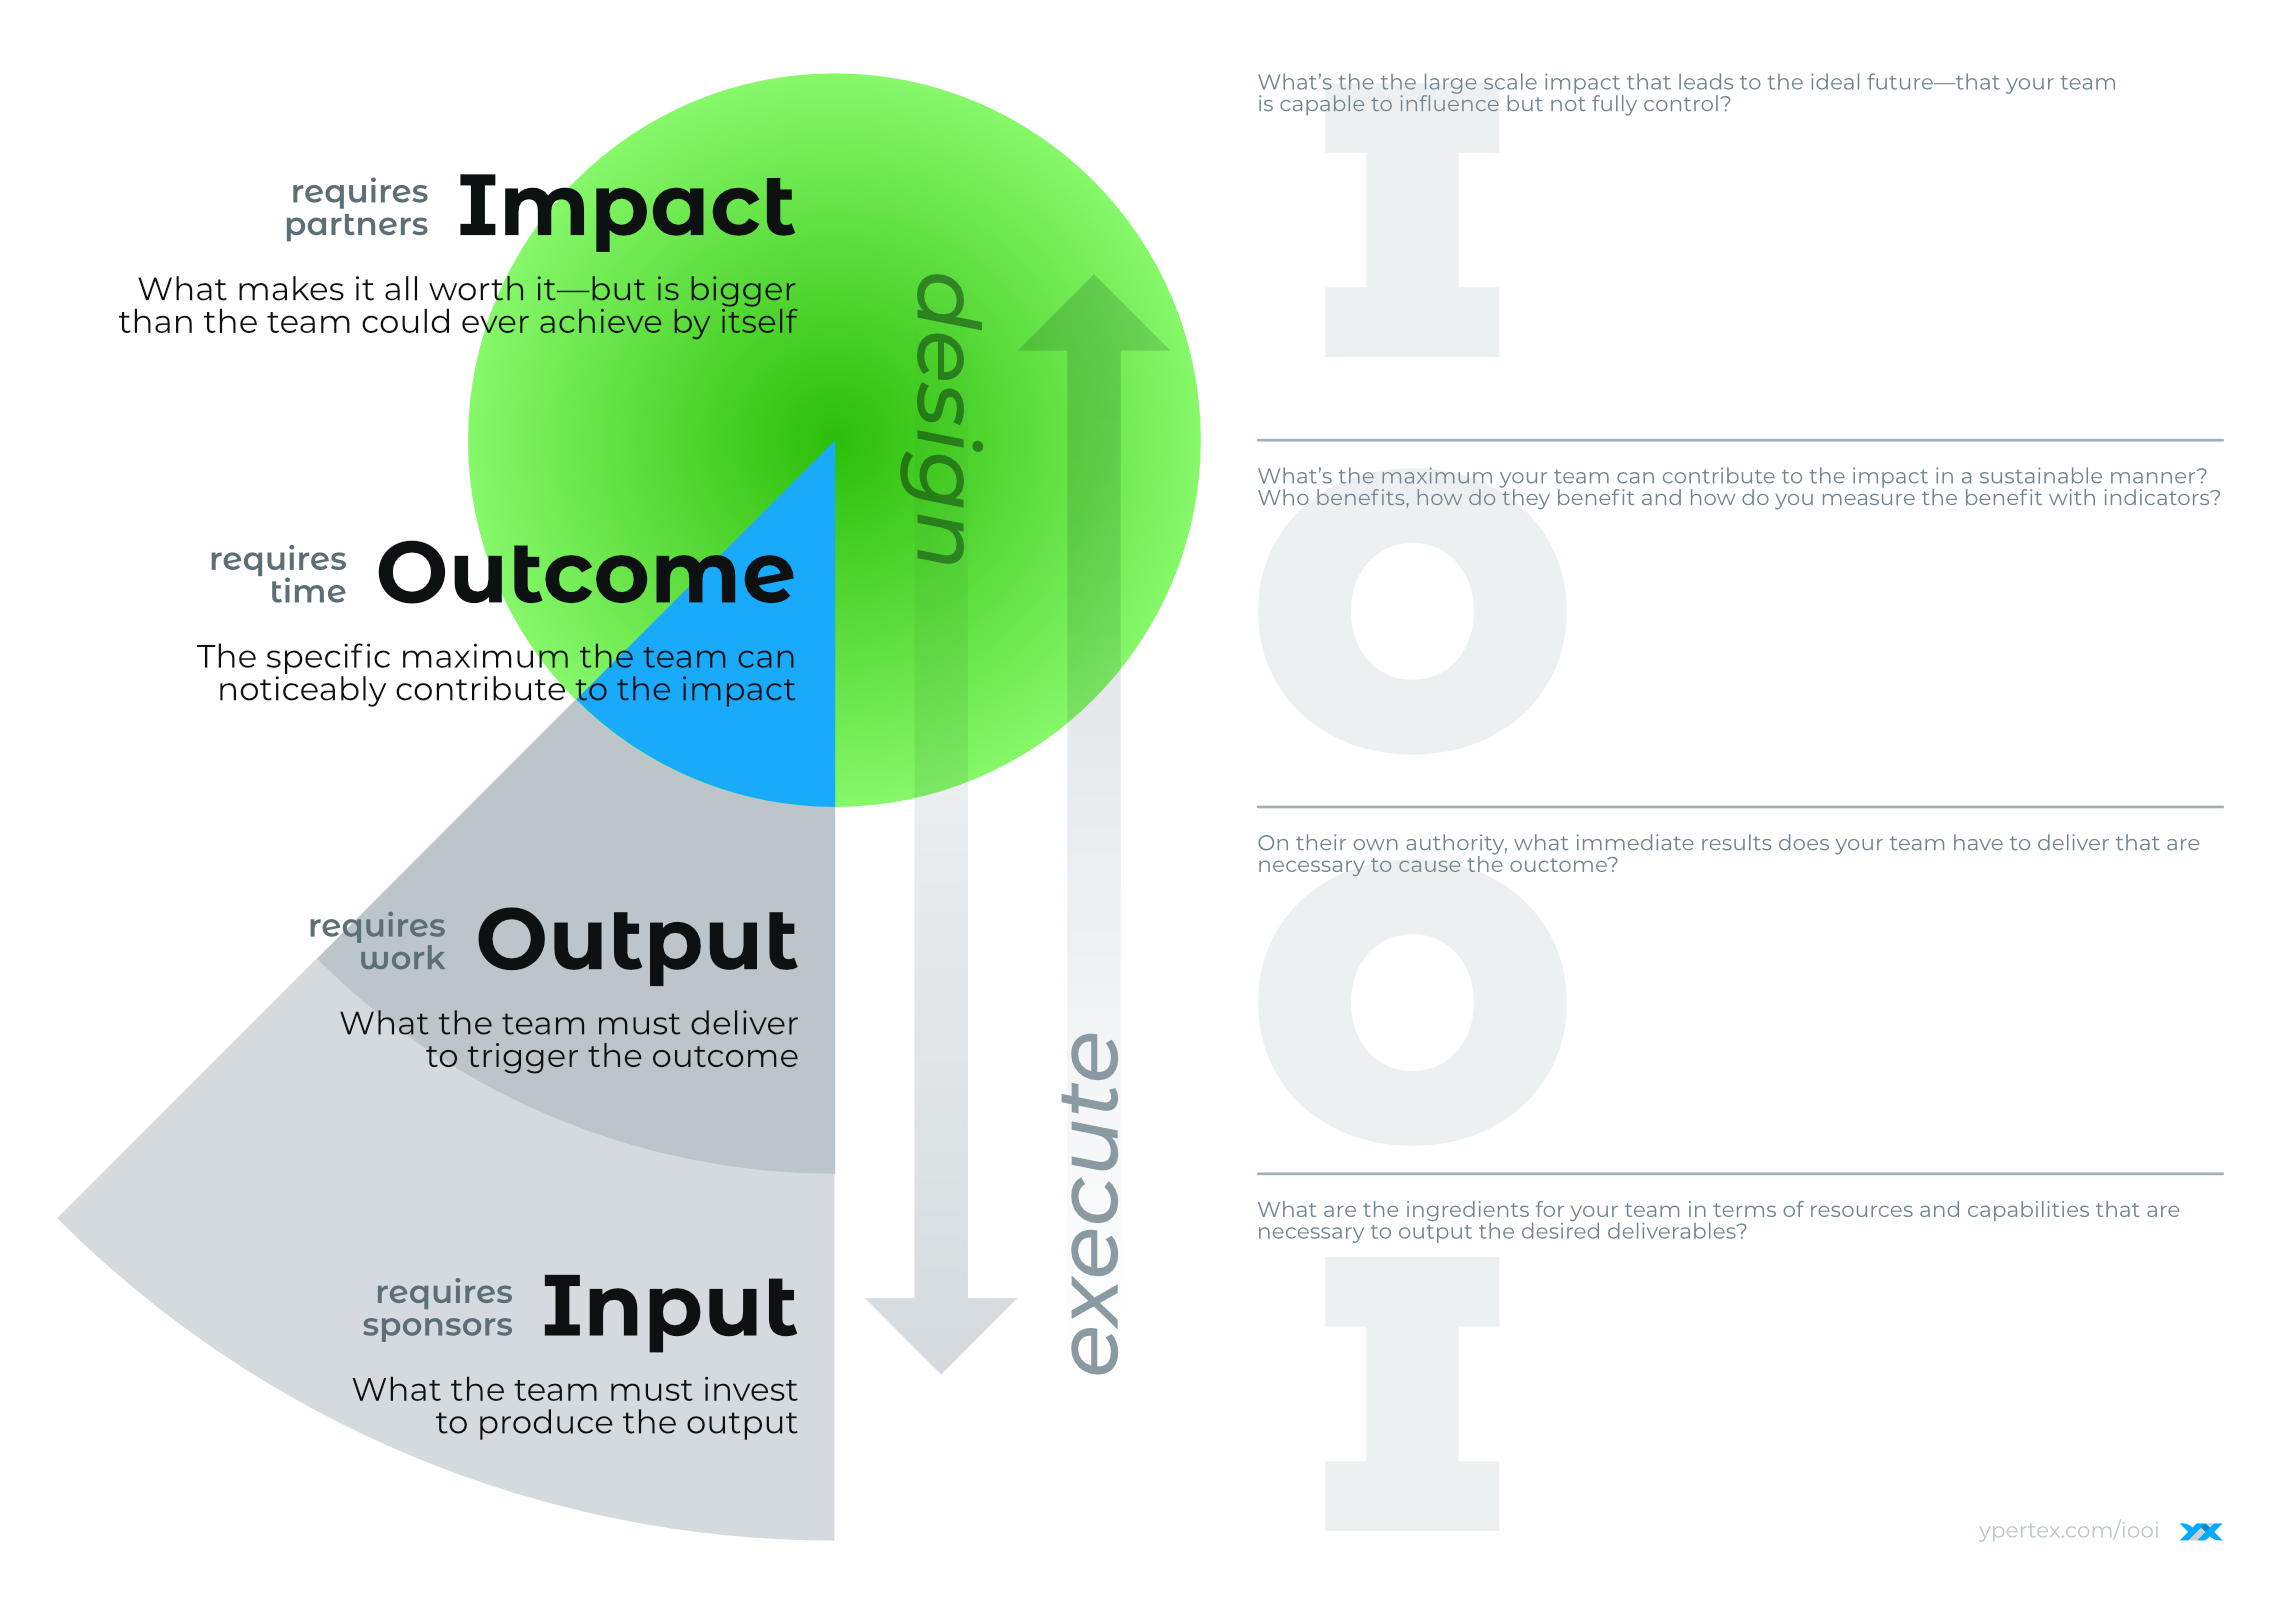 requires
partners
Impact
What makes it all worth it—but is bigger
than the team could ever achieve by itself
requires
time
Outcome
The specific maximum the team can
noticeably contribute to the impact
requires
work
Output
What the team must deliver
to trigger the outcome
requires
sponsors
Input
What the team must invest
to produce the output
design
execute
What’s the the large scale impact that leads to the ideal future—that your team
is capable to influence but not fully control?
I
What’s the maximum your team can contribute to the impact in a sustainable manner?
Who benefits, how do they benefit and how do you measure the benefit with indicators?
O
On their own authority, what immediate results does your team have to deliver that are
necessary to cause the ouctome?
O
What are the ingredients for your team in terms of resources and capabilities that are
necessary to output the desired deliverables?
I
ypertex.com/iooi